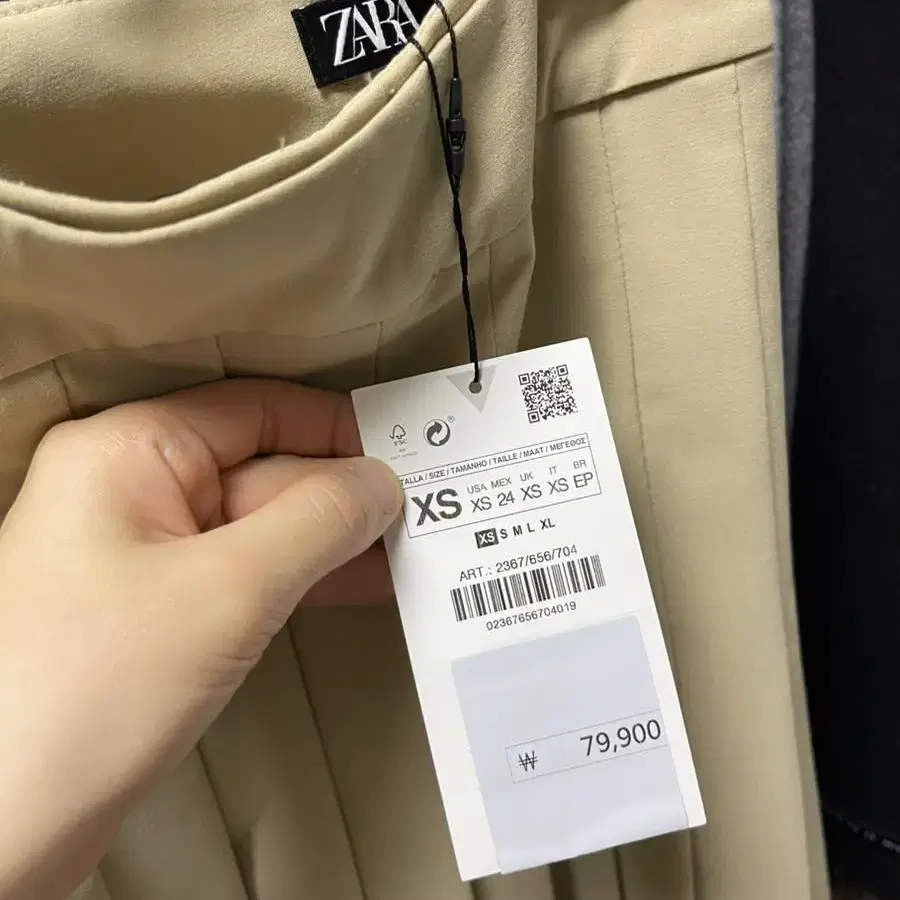 ZARA
FSC
TALLA / SIZE / TAMANHO / TAILLE / MAAT / ΜΕΓΕΘΟΣ
XS
USA MEX UK IT BR
XS 24 XS XS EP
XS S M L XL
ART.: 2367/656/704
02367656704019
₩ 79,900